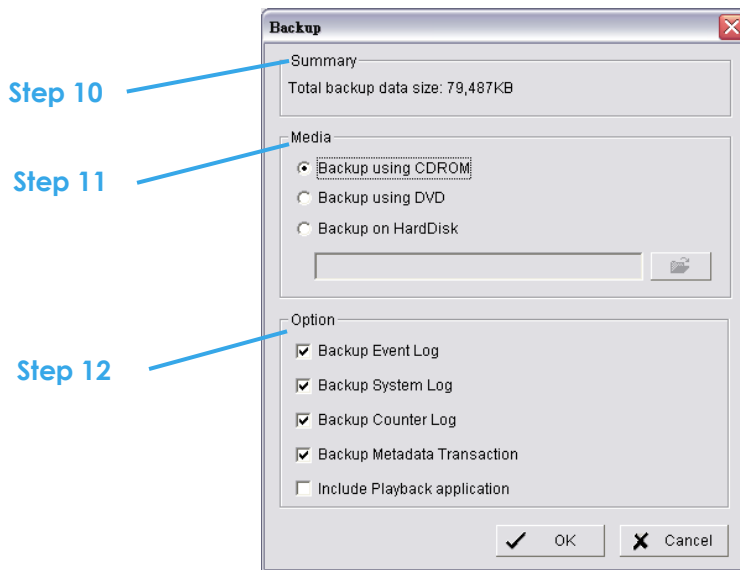 Backup
Summary
Step 10
Total backup data size: 79,487KB
Media
Step 11
Backup using CDROM
Backup using DVD
Backup on HardDisk
Option
Step 12
Backup Event Log
Backup System Log
Backup Counter Log
Backup Metadata Transaction
Include Playback application
OK
Cancel